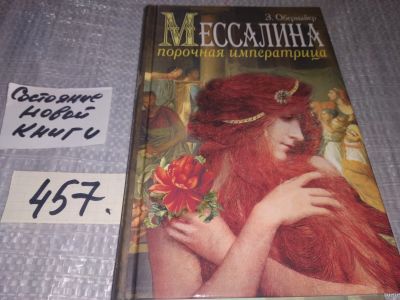 Э. Обермайер
МЕССАЛИНА
порочная императрица
Состояние
новой
книги
457.